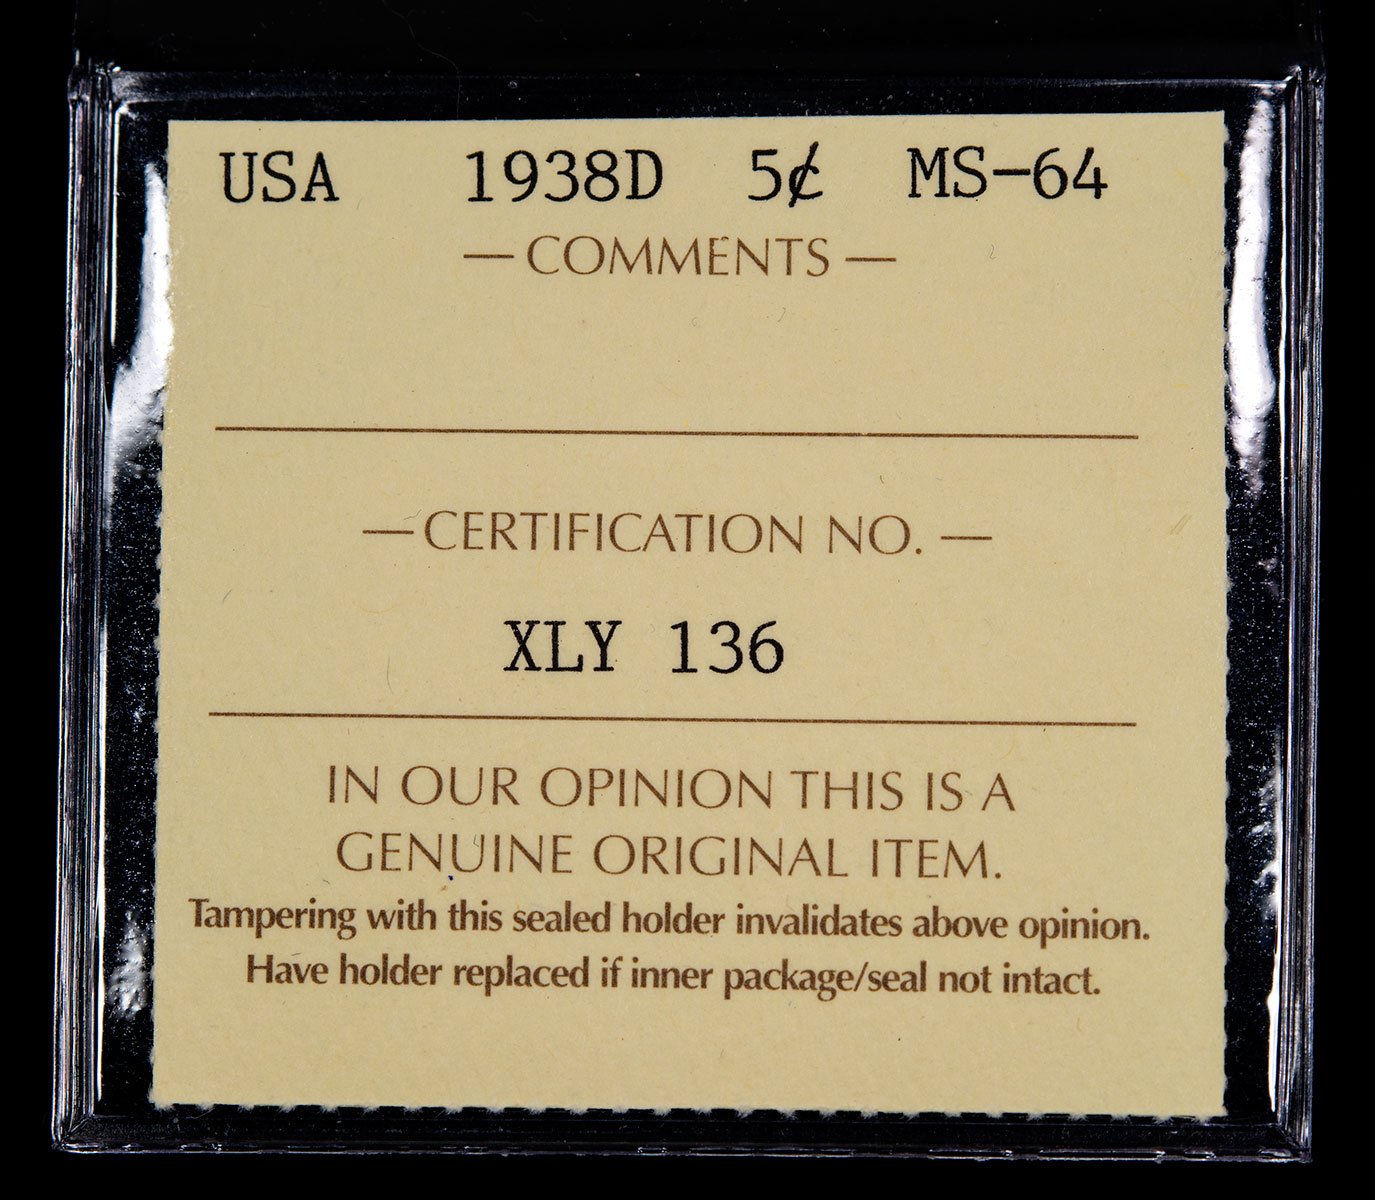 USA 1938D 5¢ MS-64
— COMMENTS —
— CERTIFICATION NO. —
XLY 136
IN OUR OPINION THIS IS A
GENUINE ORIGINAL ITEM.
Tampering with this sealed holder invalidates above opinion.
Have holder replaced if inner package/seal not intact.